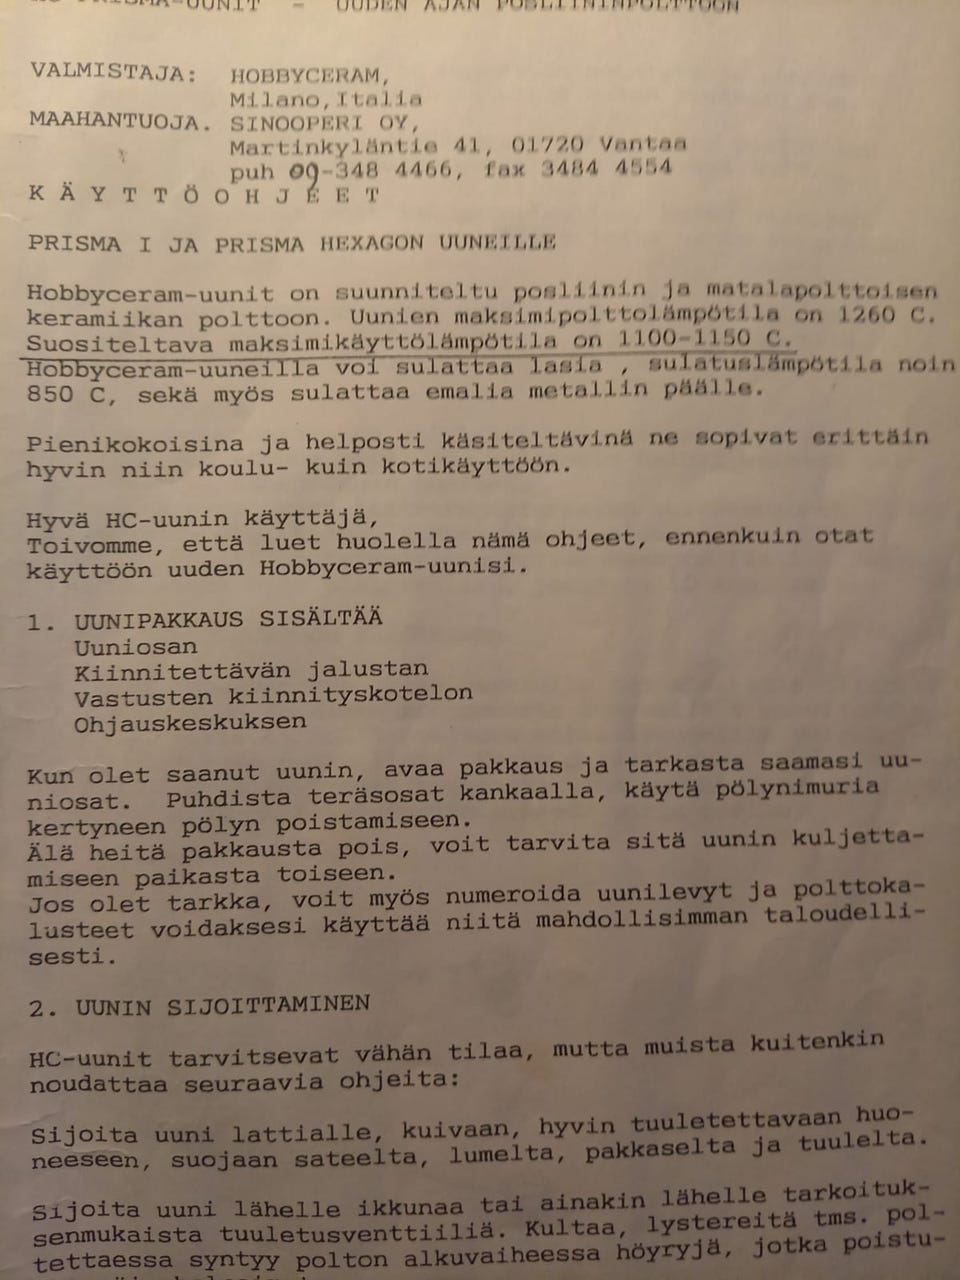 PRISMA-UUNIT - UUDEN AJAN POSLIININPOLTTOON
VALMISTAJA: HOBBYCERAM,
Milano, Italia
MAAHANTUOJA. SINOOPERI OY,
Martinkyläntie 41, 01720 Vantaa
puh 09-348 4466, fax 3484 4554
K Ä Y T T Ö O H J E E T
PRISMA I JA PRISMA HEXAGON UUNEILLE
Hobbyceram-uunit on suunniteltu posliinin ja matalapolttoisen
keramiikan polttoon. Uunien maksimipolttolämpötila on 1260 C.
Suositeltava maksimikäyttölämpötila on 1100-1150 C.
Hobbyceram-uuneilla voi sulattaa lasia , sulatuslämpötila noin
850 C, sekä myös sulattaa emalia metallin päälle.
Pienikokoisina ja helposti käsiteltävinä ne sopivat erittäin
hyvin niin koulu- kuin kotikäyttöön.
Hyvä HC-uunin käyttäjä,
Toivomme, että luet huolella nämä ohjeet, ennenkuin otat
käyttöön uuden Hobbyceram-uunisi.
1. UUNIPAKKAUS SISÄLTÄÄ
Uuniosan
Kiinnitettävän jalustan
Vastusten kiinnityskotelon
Ohjauskeskuksen
Kun olet saanut uunin, avaa pakkaus ja tarkasta saamasi uu-
niosat. Puhdista teräsosat kankaalla, käytä pölynimuria
kertyneen pölyn poistamiseen.
Älä heitä pakkausta pois, voit tarvita sitä uunin kuljetta-
miseen paikasta toiseen.
Jos olet tarkka, voit myös numeroida uunilevyt ja polttoka-
lusteet voidaksesi käyttää niitä mahdollisimman taloudelli-
sesti.
2. UUNIN SIJOITTAMINEN
HC-uunit tarvitsevat vähän tilaa, mutta muista kuitenkin
noudattaa seuraavia ohjeita:
Sijoita uuni lattialle, kuivaan, hyvin tuuletettavaan huo-
neeseen, suojaan sateelta, lumelta, pakkaselta ja tuulelta.
Sijoita uuni lähelle ikkunaa tai ainakin lähelle tarkoituk-
senmukaista tuuletusventtiiliä. Kultaa, lystereitä tms. pol-
tettaessa syntyy polton alkuvaiheessa höyryjä, jotka poistu-